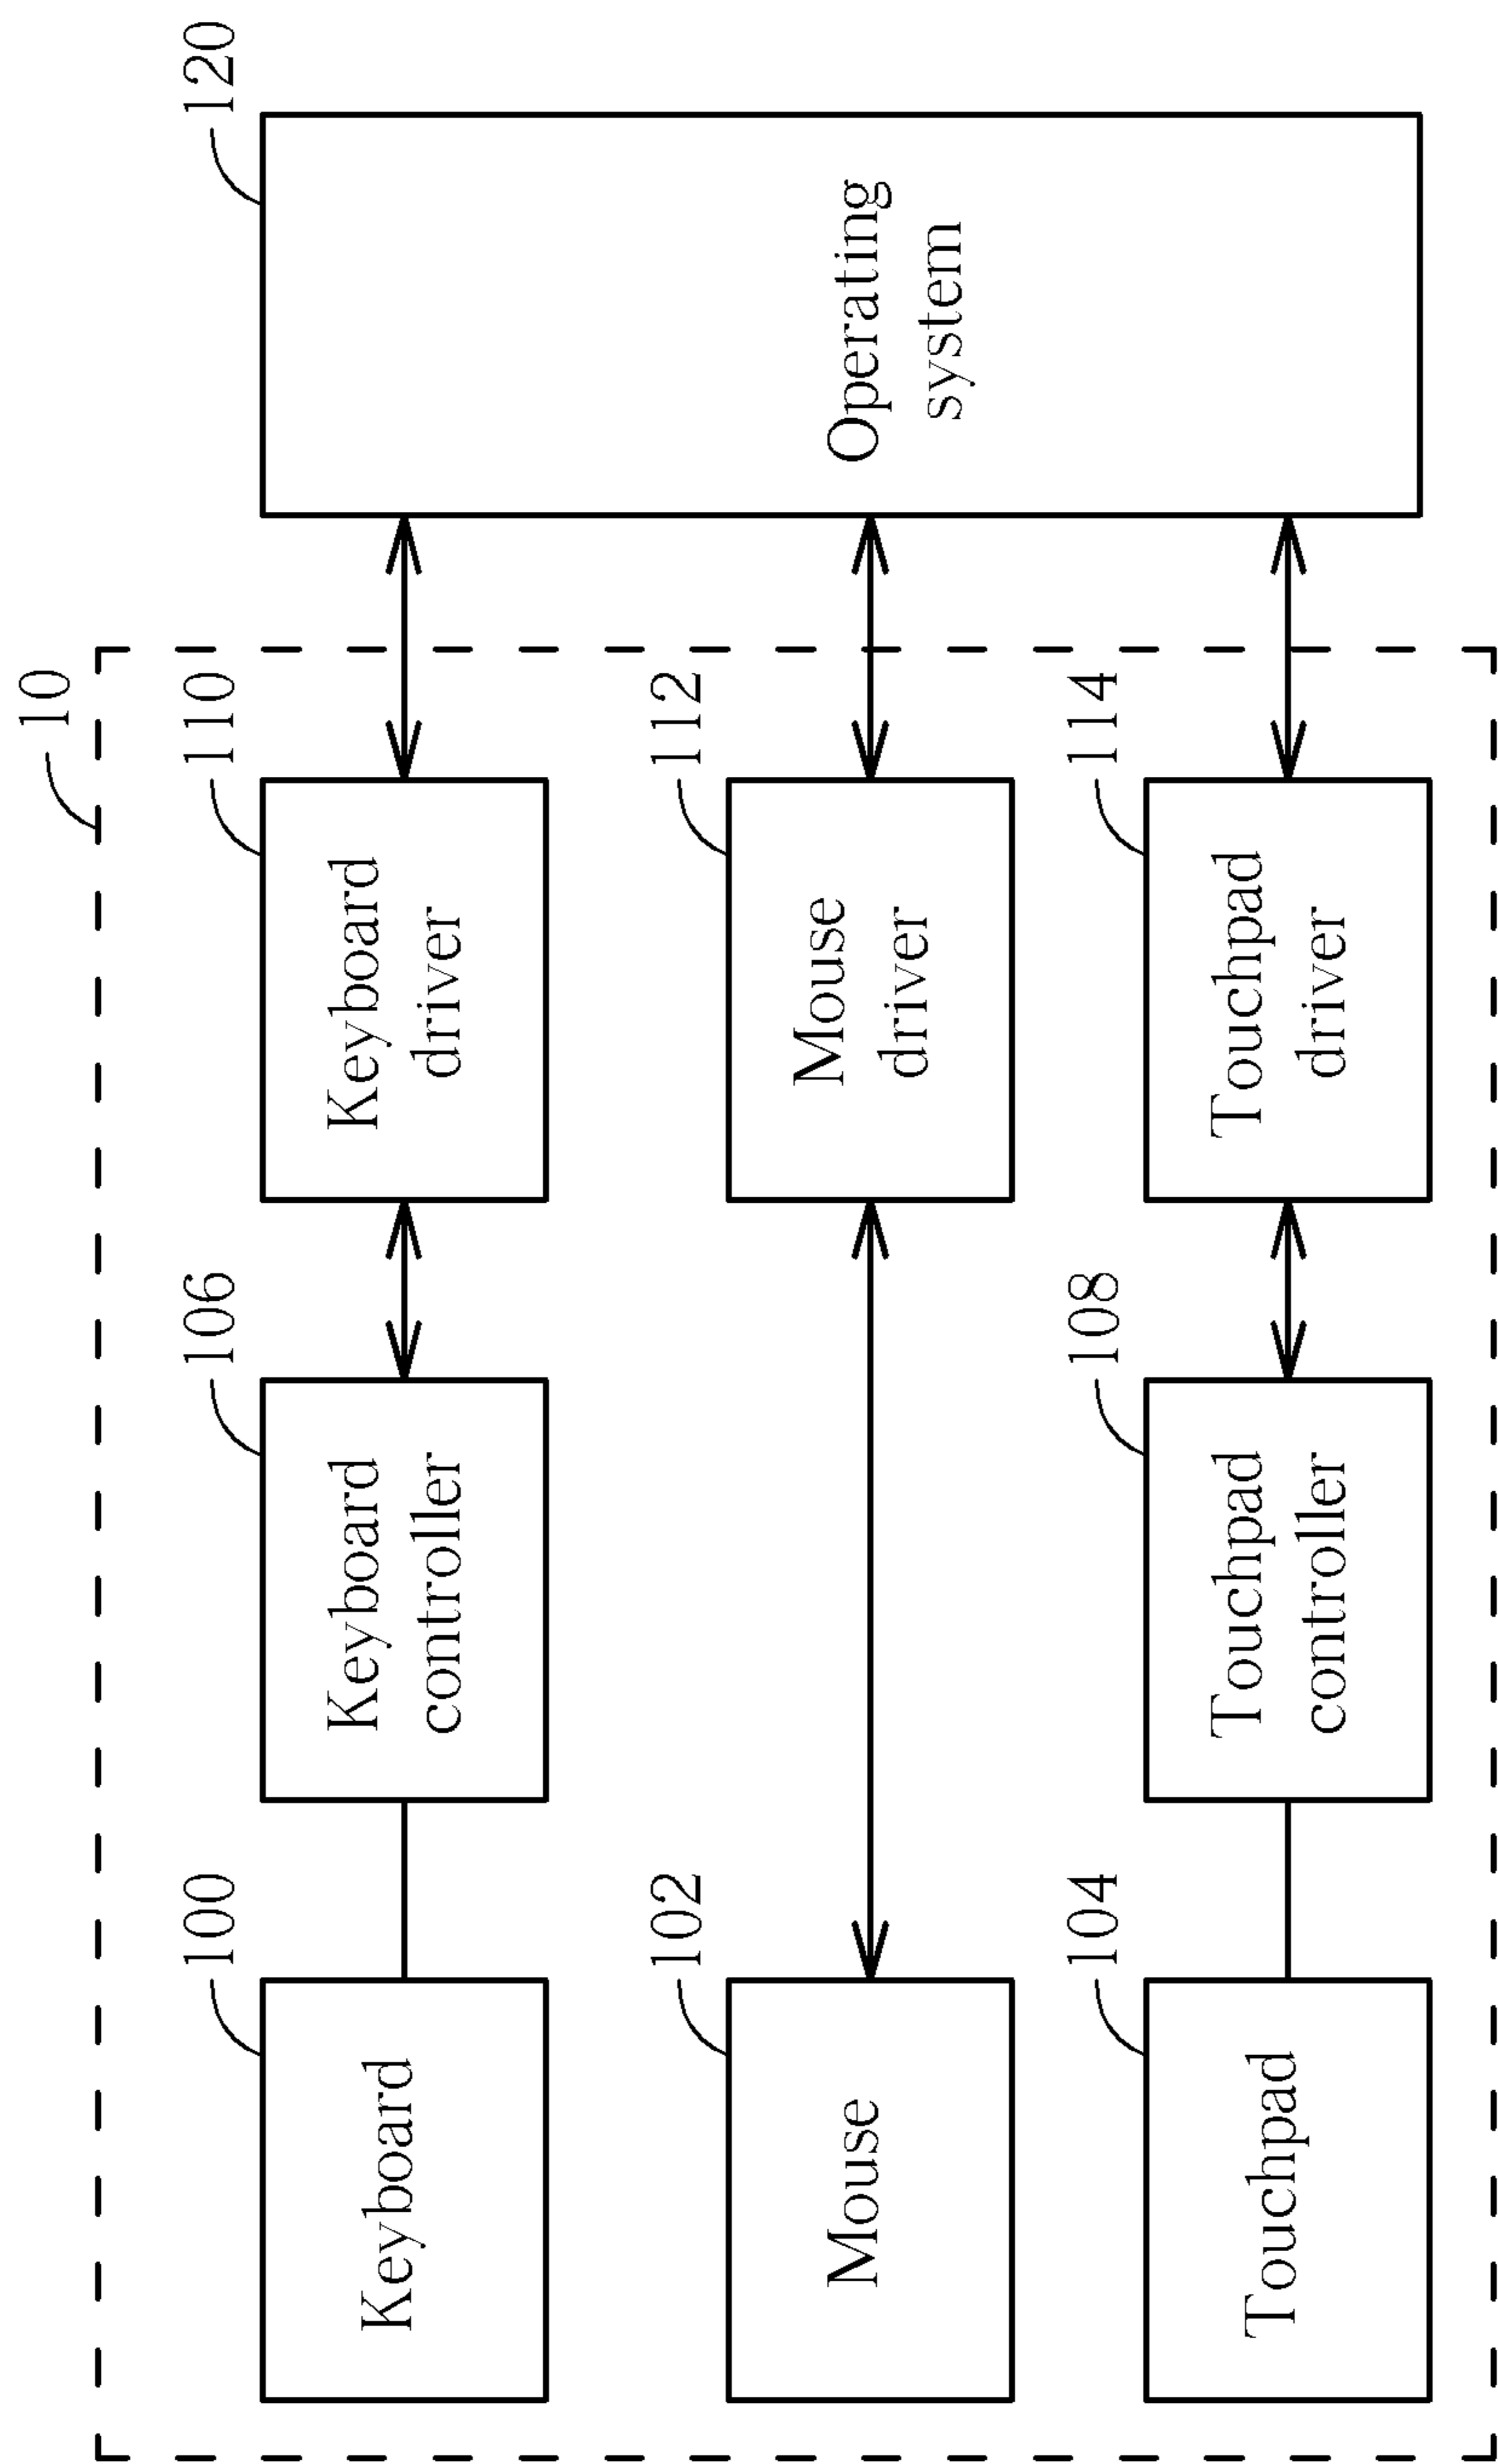 10
100
Keyboard
106
Keyboard
controller
110
Keyboard
driver
120
Operating
system
102
Mouse
112
Mouse
driver
104
Touchpad
108
Touchpad
controller
114
Touchpad
driver